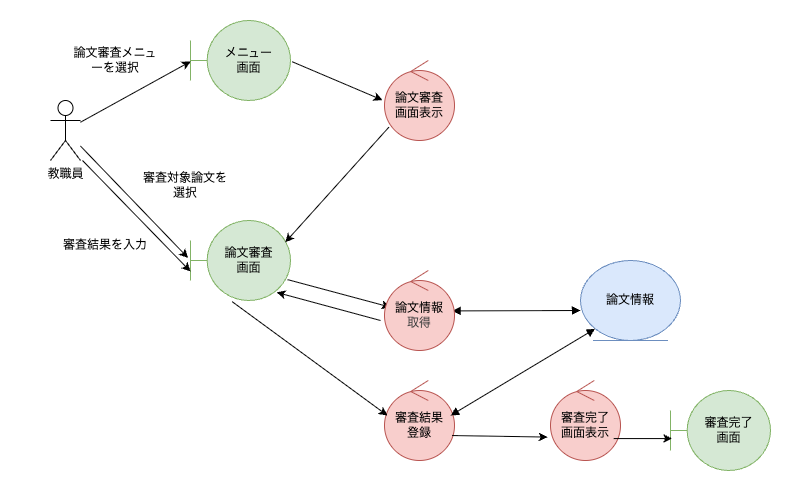 論文審査メニュ
ーを選択
メニュー
画面
論文審査
画面表示
教職員
審査対象論文を
選択
審査結果を入力
論文審査
画面
論文情報
取得
論文情報
審査結果
登録
審査完了
画面表示
審査完了
画面